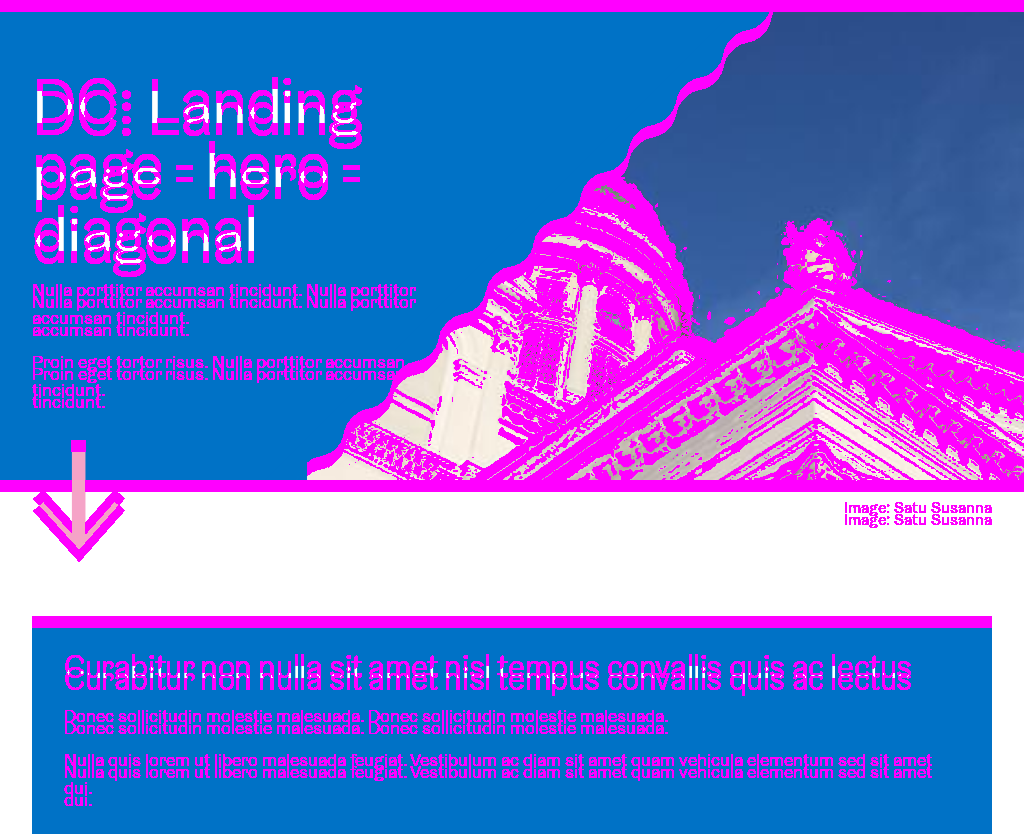 DC: Landing
page - hero -
diagonal
Nulla porttitor accumsan tincidunt. Nulla porttitor
accumsan tincidunt.
Proin eget tortor risus. Nulla porttitor accumsan
tincidunt.
Image: Satu Susanna
Curabitur non nulla sit amet nisl tempus convallis quis ac lectus
Donec sollicitudin molestie malesuada. Donec sollicitudin molestie malesuada.
Nulla quis lorem ut libero malesuada feugiat. Vestibulum ac diam sit amet quam vehicula elementum sed sit amet
dui.